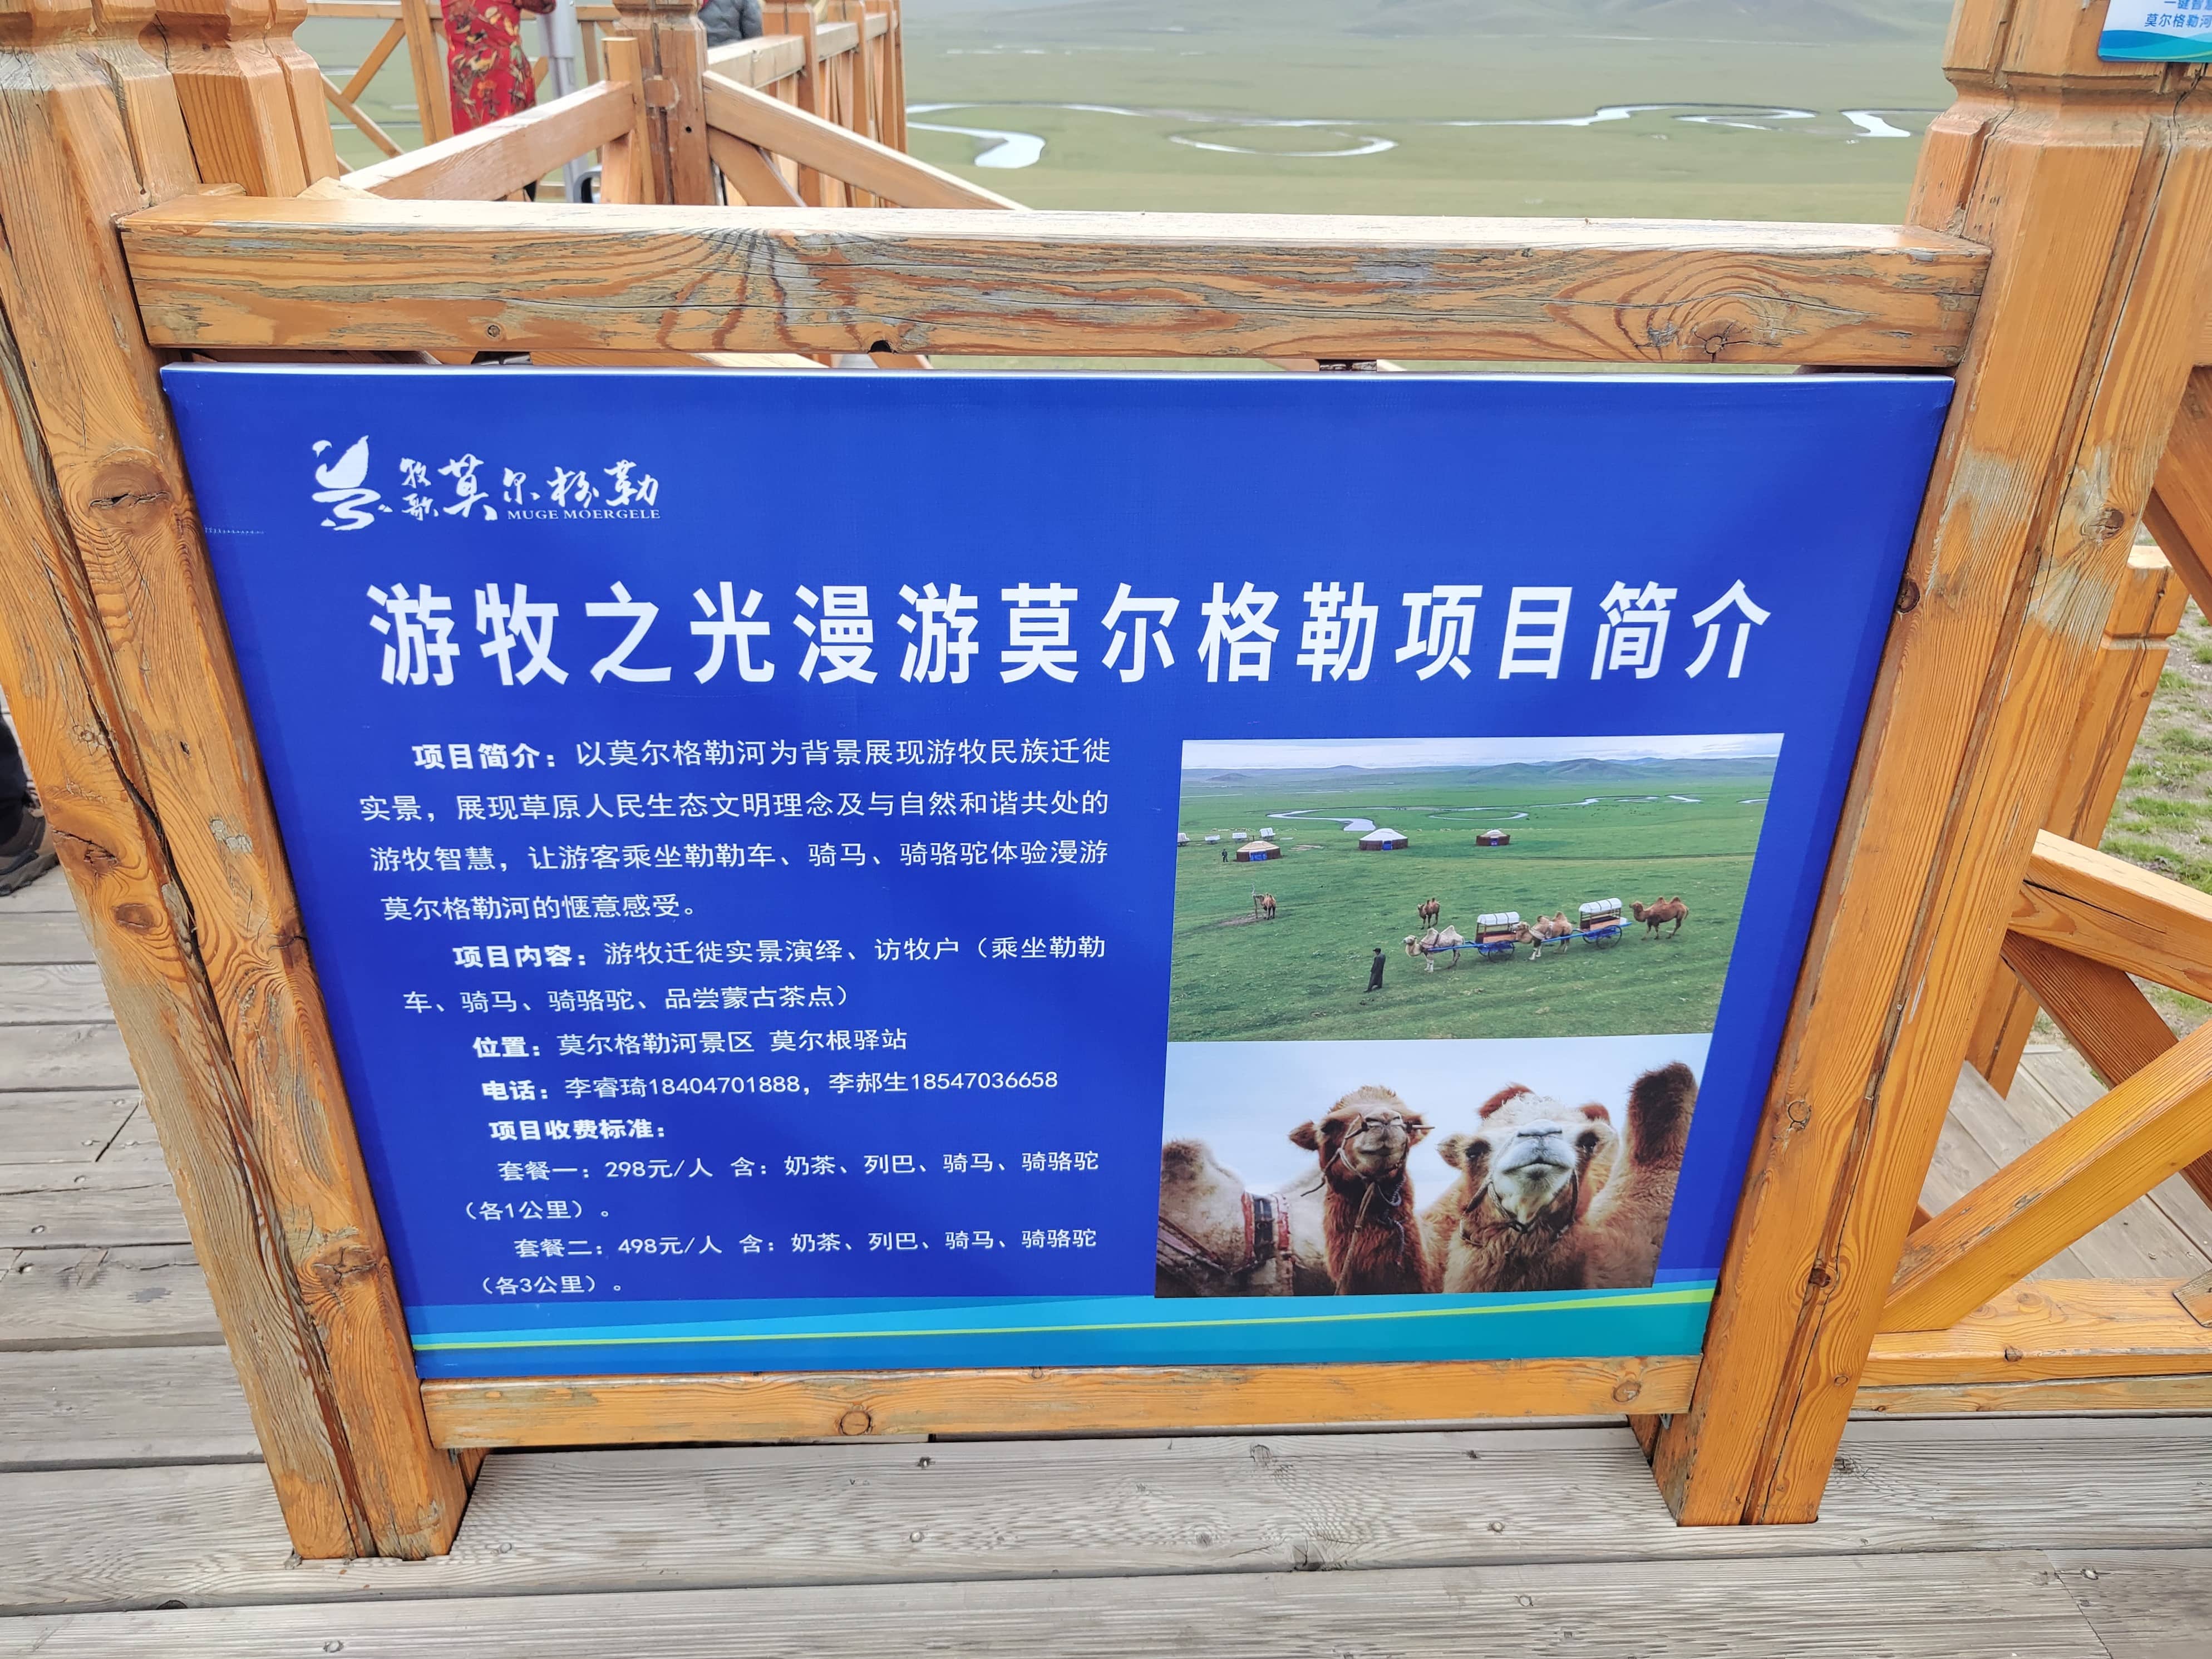 一键智慧
莫尔格勒河
牧歌莫尔格勒
MUGE MOERGELE
游牧之光漫游莫尔格勒项目简介
项目简介：以莫尔格勒河为背景展现游牧民族迁徙
实景，展现草原人民生态文明理念及与自然和谐共处的
游牧智慧，让游客乘坐勒勒车、骑马、骑骆驼体验漫游
莫尔格勒河的惬意感受。
项目内容：游牧迁徙实景演绎、访牧户（乘坐勒勒
车、骑马、骑骆驼、品尝蒙古茶点）
位置：莫尔格勒河景区 莫尔根驿站
电话：李睿琦18404701888，李郝生18547036658
项目收费标准：
套餐一：298元/人 含：奶茶、列巴、骑马、骑骆驼
（各1公里）。
套餐二：498元/人 含：奶茶、列巴、骑马、骑骆驼
（各3公里）。